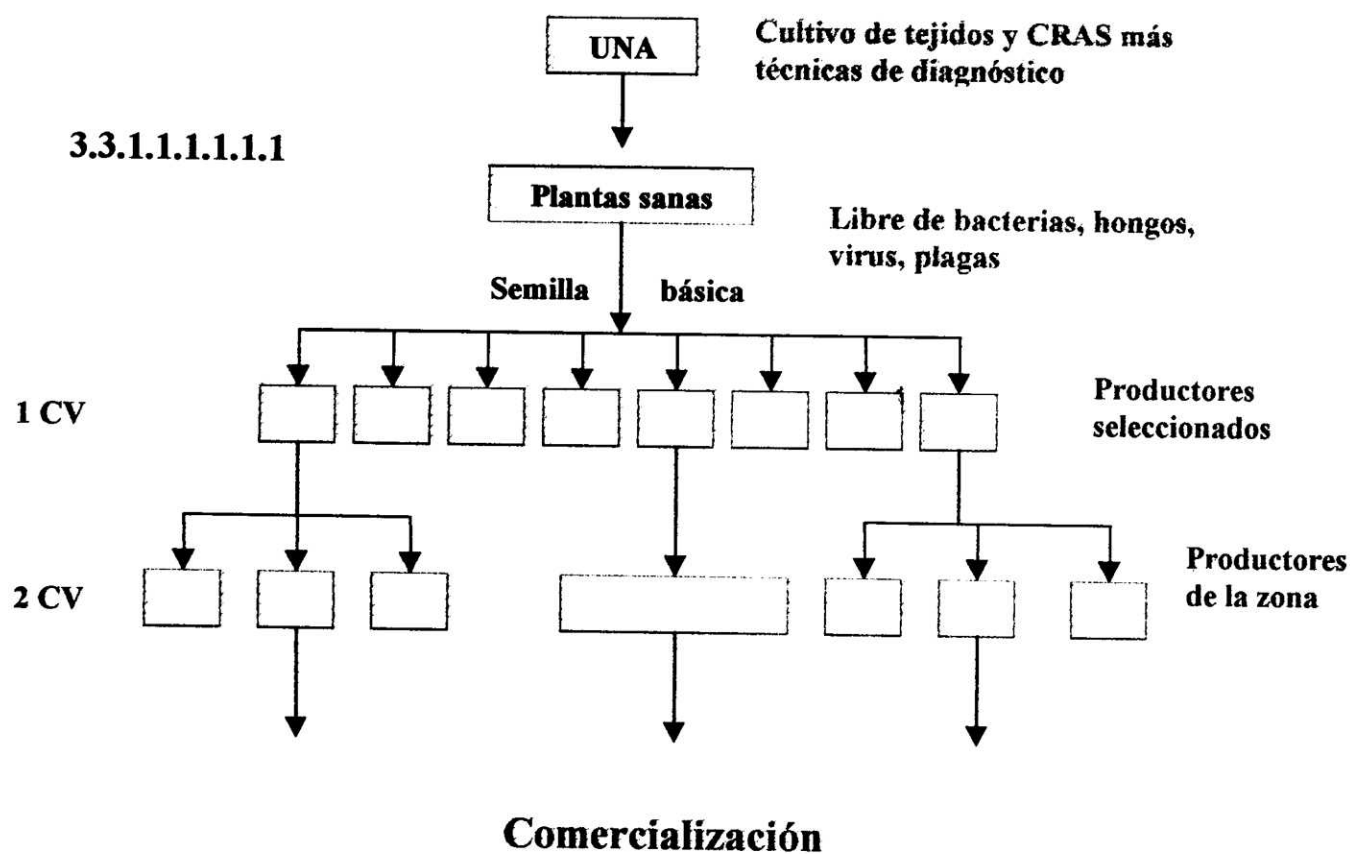 UNA
Cultivo de tejidos y CRAS más
técnicas de diagnóstico
3.3.1.1.1.1.1.1
Plantas sanas
Libre de bacterias, hongos,
virus, plagas
Semilla básica
1 CV
Productores
seleccionados
2 CV
Productores
de la zona
Comercialización